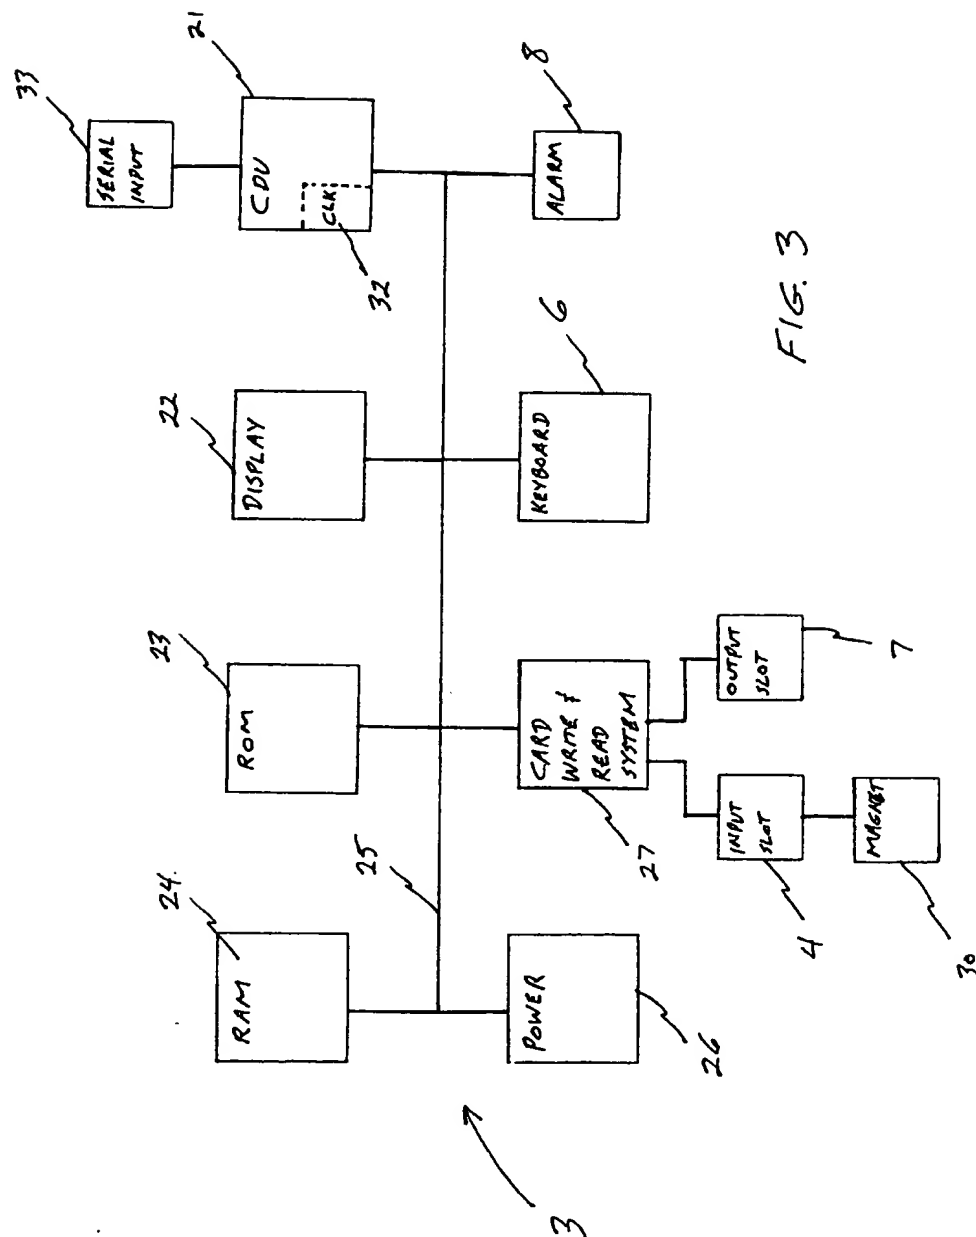 24.
RAM
23
ROM
22
DISPLAY
33
SERIAL
INPUT
21
CDU
CLK
32
25
3
POWER
26
CARD
WRITE &
READ
SYSTEM
27
INPUT
SLOT
4
MAGNET
30
OUTPUT
SLOT
7
KEYBOARD
6
ALARM
8
FIG. 3